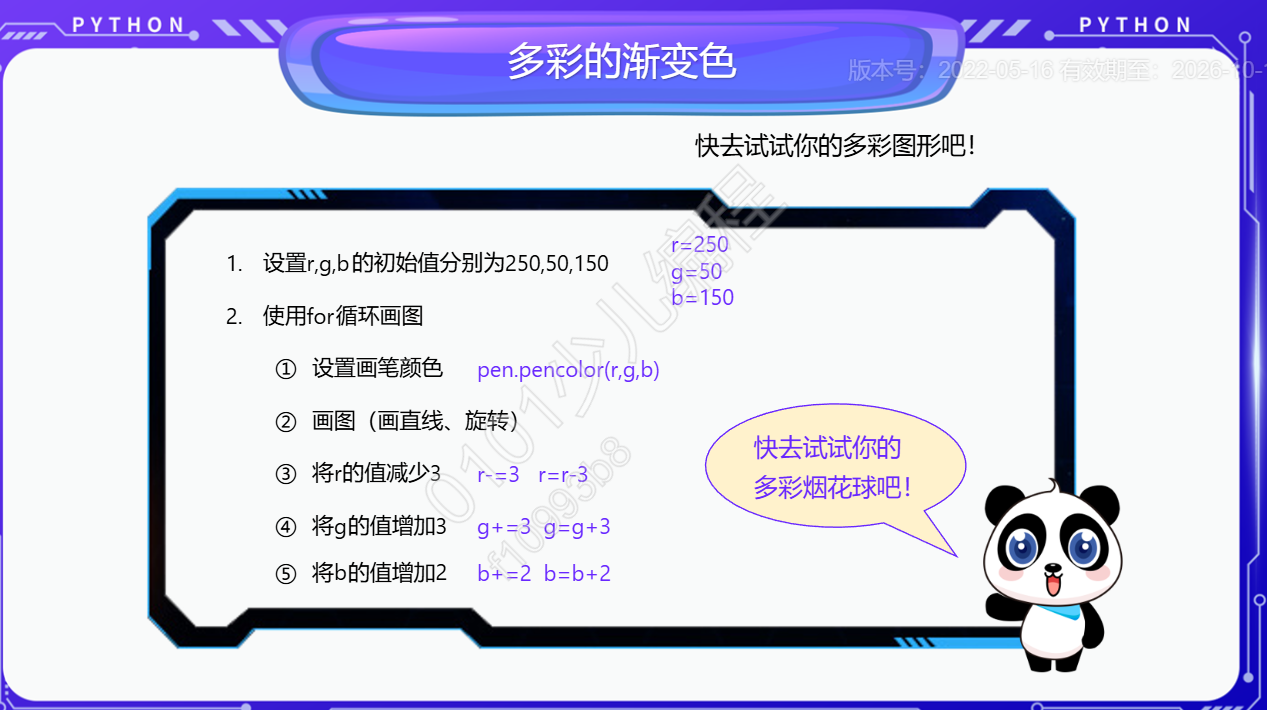 PYTHON
PYTHON
多彩的渐变色
版本号：2022-05-16 有效期至：2026-10-
快去试试你的多彩图形吧！
r=250
1. 设置r,g,b的初始值分别为250,50,150
g=50
b=150
2. 使用for循环画图
① 设置画笔颜色 pen.pencolor(r,g,b)
② 画图（画直线、旋转）
快去试试你的
③ 将r的值减少3 r-=3 r=r-3
多彩烟花球吧！
④ 将g的值增加3 g+=3 g=g+3
⑤ 将b的值增加2 b+=2 b=b+2
0101少儿编程
f10993b8